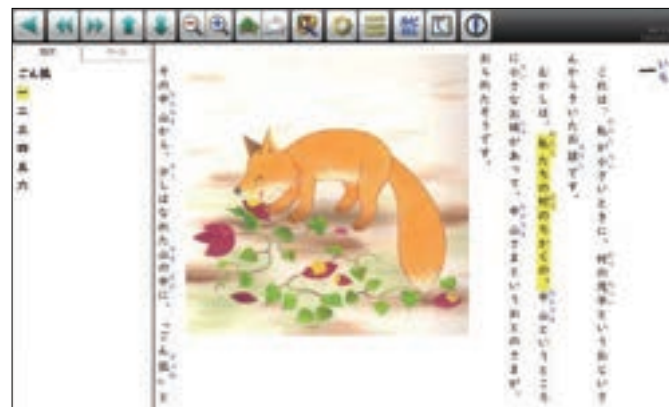 ごん狐
一
二
三
四
五
六
一
これは、私が小さいときに、村の茂平というおじいさ
んからきいたお話です。
むかしは、私たちの村のちかくの、中山というところ
に小さなお城があって、中山さまというおとのさまが、
おられたそうです。
その中山から、少しはなれた山の中に、「ごん狐」と